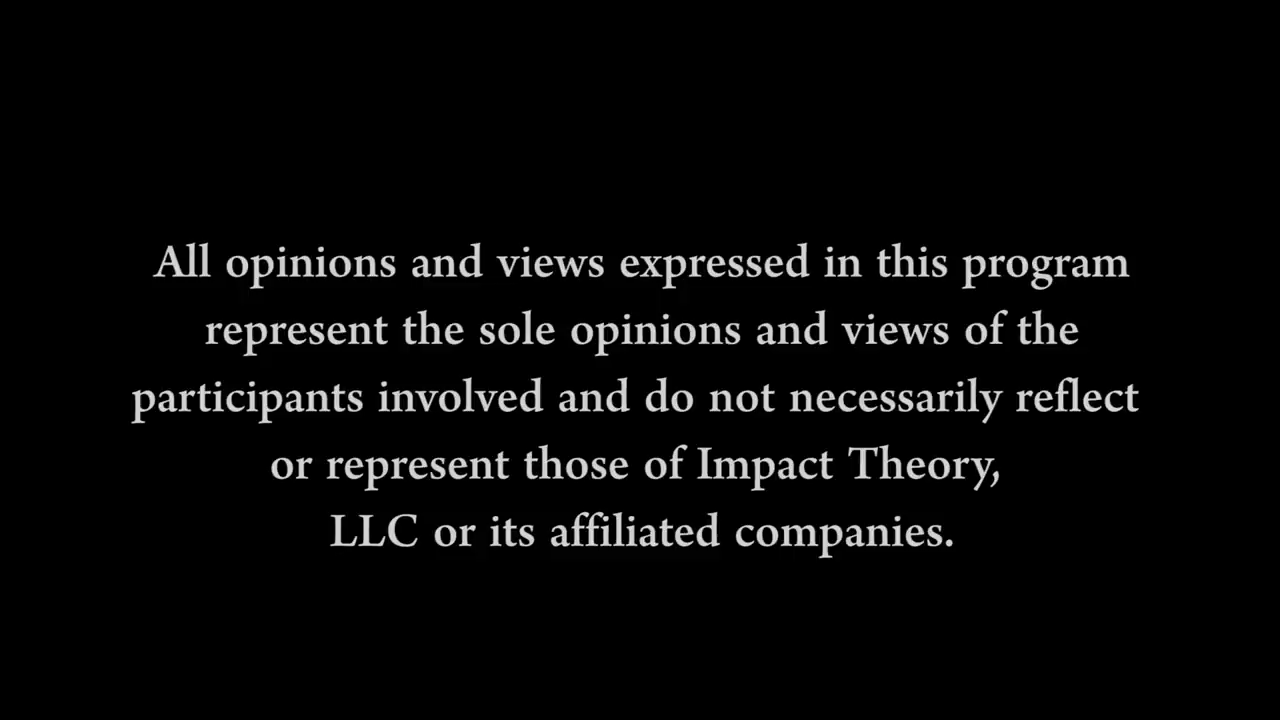 All opinions and views expressed in this program
represent the sole opinions and views of the
participants involved and do not necessarily reflect
or represent those of Impact Theory,
LLC or its affiliated companies.